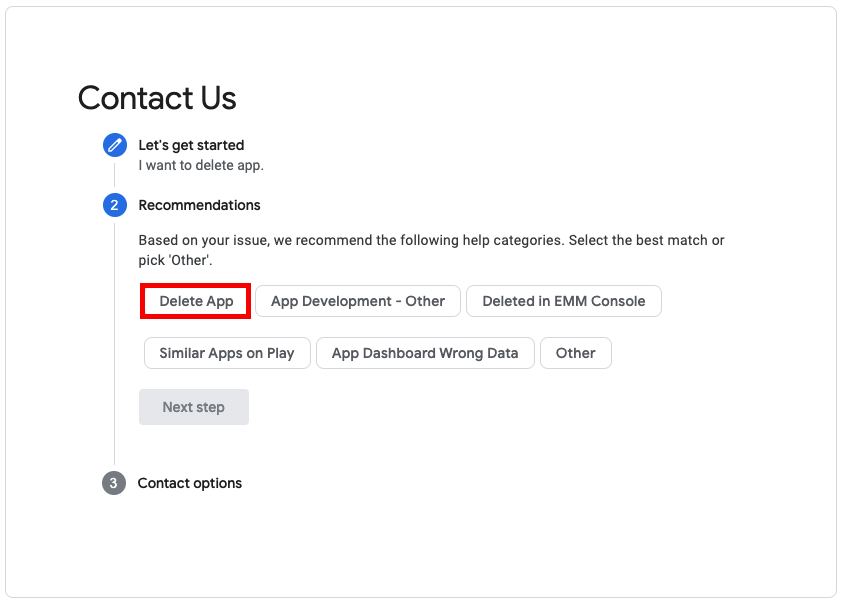 Contact Us
Let's get started
I want to delete app.
2
Recommendations
Based on your issue, we recommend the following help categories. Select the best match or
pick 'Other'.
Delete App App Development - Other Deleted in EMM Console
Similar Apps on Play App Dashboard Wrong Data Other
Next step
3
Contact options